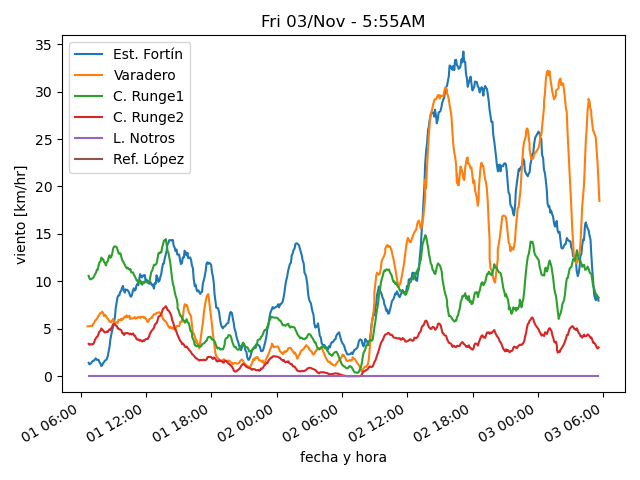 Fri 03/Nov - 5:55AM
35
30
25
20
15
10
5
0
viento [km/hr]
Est. Fortín
Varadero
C. Runge1
C. Runge2
L. Notros
Ref. López
01 06:00
01 12:00
01 18:00
02 00:00
02 06:00
02 12:00
02 18:00
03 00:00
03 06:00
fecha y hora